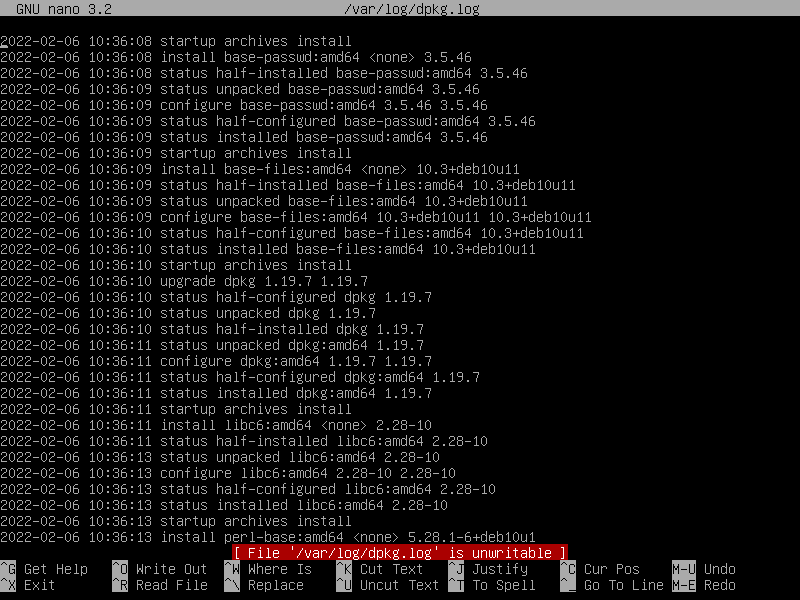 GNU nano 3.2 /var/log/dpkg.log
2022-02-06 10:36:08 startup archives install
2022-02-06 10:36:08 install base-passwd:amd64 <none> 3.5.46
2022-02-06 10:36:08 status half-installed base-passwd:amd64 3.5.46
2022-02-06 10:36:09 status unpacked base-passwd:amd64 3.5.46
2022-02-06 10:36:09 configure base-passwd:amd64 3.5.46 3.5.46
2022-02-06 10:36:09 status half-configured base-passwd:amd64 3.5.46
2022-02-06 10:36:09 status installed base-passwd:amd64 3.5.46
2022-02-06 10:36:09 startup archives install
2022-02-06 10:36:09 install base-files:amd64 <none> 10.3+deb10u11
2022-02-06 10:36:09 status half-installed base-files:amd64 10.3+deb10u11
2022-02-06 10:36:09 status unpacked base-files:amd64 10.3+deb10u11
2022-02-06 10:36:09 configure base-files:amd64 10.3+deb10u11 10.3+deb10u11
2022-02-06 10:36:10 status half-configured base-files:amd64 10.3+deb10u11
2022-02-06 10:36:10 status installed base-files:amd64 10.3+deb10u11
2022-02-06 10:36:10 startup archives install
2022-02-06 10:36:10 upgrade dpkg 1.19.7 1.19.7
2022-02-06 10:36:10 status half-configured dpkg 1.19.7
2022-02-06 10:36:10 status unpacked dpkg 1.19.7
2022-02-06 10:36:10 status half-installed dpkg 1.19.7
2022-02-06 10:36:11 status unpacked dpkg:amd64 1.19.7
2022-02-06 10:36:11 configure dpkg:amd64 1.19.7 1.19.7
2022-02-06 10:36:11 status half-configured dpkg:amd64 1.19.7
2022-02-06 10:36:11 status installed dpkg:amd64 1.19.7
2022-02-06 10:36:11 startup archives install
2022-02-06 10:36:11 install libc6:amd64 <none> 2.28-10
2022-02-06 10:36:11 status half-installed libc6:amd64 2.28-10
2022-02-06 10:36:13 status unpacked libc6:amd64 2.28-10
2022-02-06 10:36:13 configure libc6:amd64 2.28-10 2.28-10
2022-02-06 10:36:13 status half-configured libc6:amd64 2.28-10
2022-02-06 10:36:13 status installed libc6:amd64 2.28-10
2022-02-06 10:36:13 startup archives install
2022-02-06 10:36:13 install perl-base:amd64 <none> 5.28.1-6+deb10u1
[ File '/var/log/dpkg.log' is unwritable ]
^G Get Help ^O Write Out ^W Where Is ^K Cut Text ^J Justify ^C Cur Pos M-U Undo
^X Exit ^R Read File ^\ Replace ^U Uncut Text ^T To Spell ^_ Go To Line M-E Redo